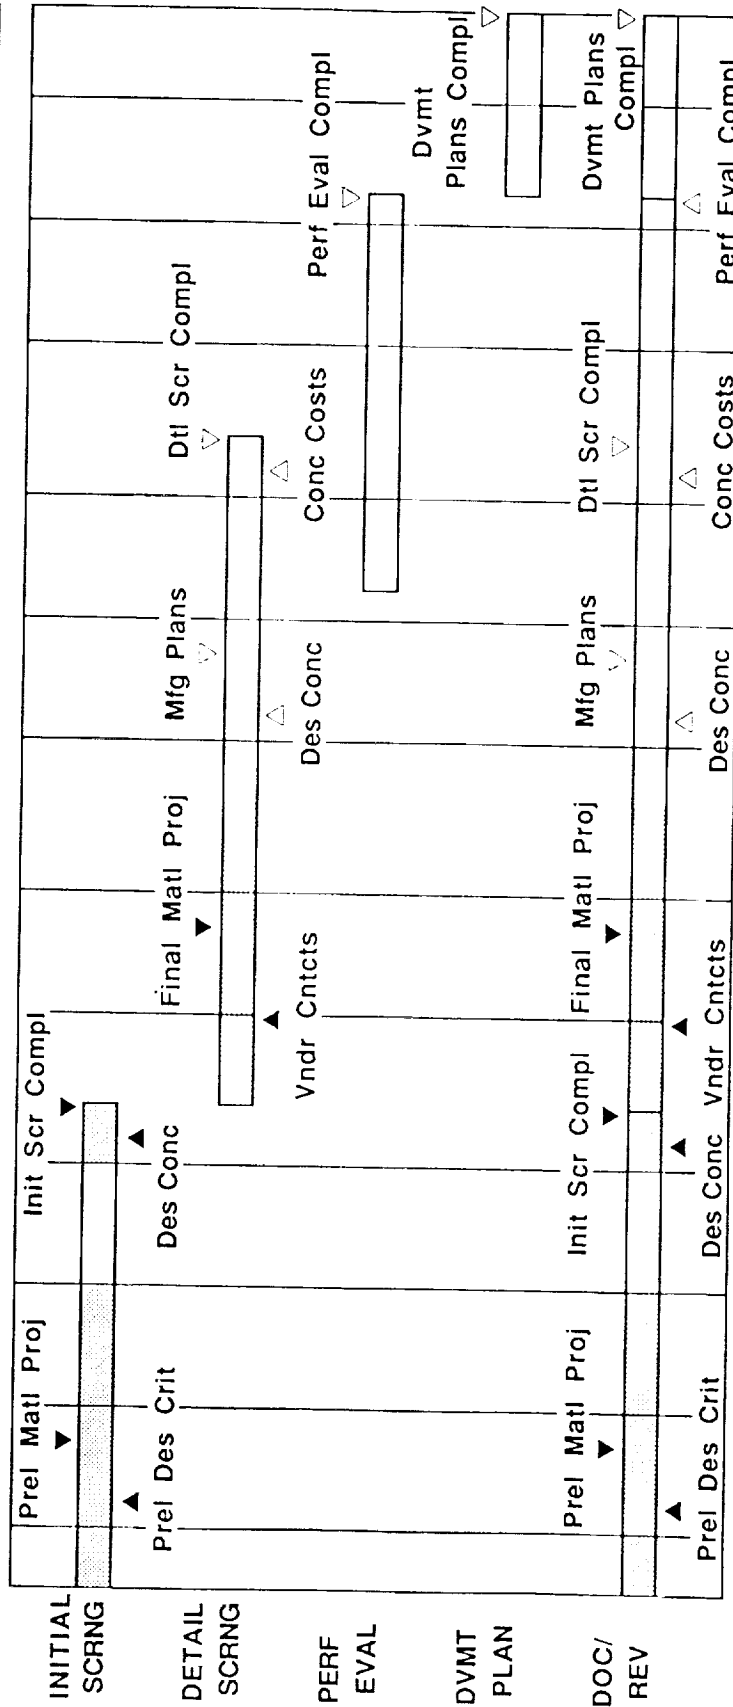 INITIAL
SCRNG
Prel Matl Proj
Init Scr Compl
Prel Des Crit
Des Conc
DETAIL
SCRNG
Final Matl Proj
Mfg Plans
Dtl Scr Compl
Vndr Cntcts
Des Conc
Conc Costs
PERF
EVAL
Perf Eval Compl
DVMT
PLAN
Dvmt
Plans Compl
DOC/
REV
Prel Matl Proj
Init Scr Compl
Final Matl Proj
Mfg Plans
Dtl Scr Compl
Dvmt Plans
Compl
Prel Des Crit
Des Conc
Vndr Cntcts
Des Conc
Conc Costs
Perf Eval Compl